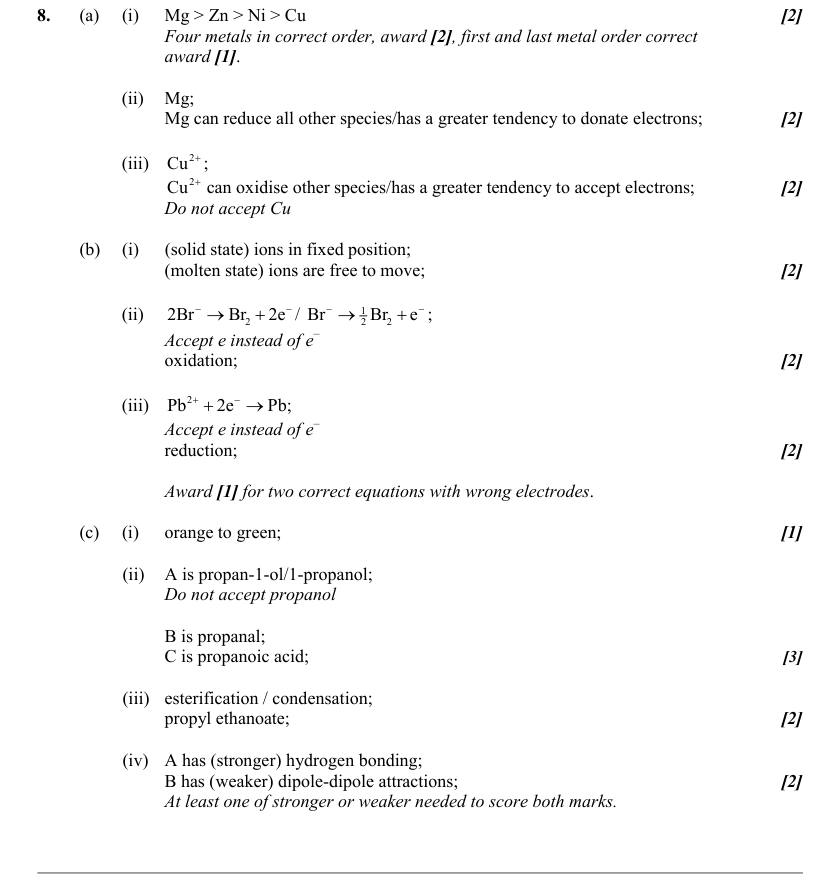 8. (a) (i) Mg > Zn > Ni > Cu [2]
Four metals in correct order, award [2], first and last metal order correct
award [1].
(ii) Mg;
Mg can reduce all other species/has a greater tendency to donate electrons; [2]
(iii) Cu²⁺;
Cu²⁺ can oxidise other species/has a greater tendency to accept electrons; [2]
Do not accept Cu
(b) (i) (solid state) ions in fixed position;
(molten state) ions are free to move; [2]
(ii) 2Br⁻ → Br₂ + 2e⁻ / Br⁻ → ½Br₂ + e⁻;
Accept e instead of e⁻
oxidation; [2]
(iii) Pb²⁺ + 2e⁻ → Pb;
Accept e instead of e⁻
reduction; [2]
Award [1] for two correct equations with wrong electrodes.
(c) (i) orange to green; [1]
(ii) A is propan-1-ol/1-propanol;
Do not accept propanol
B is propanal;
C is propanoic acid; [3]
(iii) esterification / condensation;
propyl ethanoate; [2]
(iv) A has (stronger) hydrogen bonding;
B has (weaker) dipole-dipole attractions; [2]
At least one of stronger or weaker needed to score both marks.